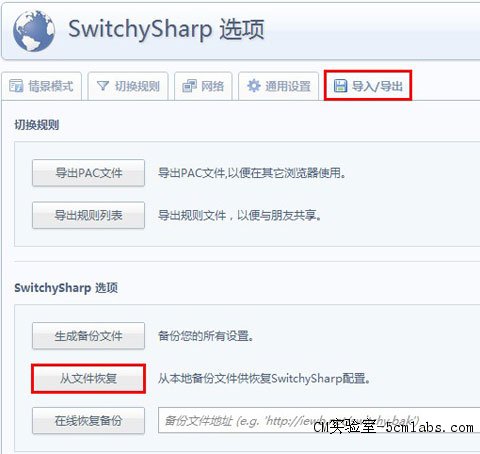 SwitchySharp 选项
情景模式 切换规则 网络 通用设置 导入/导出
切换规则
导出PAC文件 导出PAC文件,以便在其它浏览器使用。
导出规则列表 导出规则文件，以便与朋友共享。
SwitchySharp 选项
生成备份文件 备份您的所有设置。
从文件恢复 从本地备份文件供恢复SwitchySharp配置。
在线恢复备份 备份文件地址 (e.g. 'http://
CM实验室-5cmlabs.com